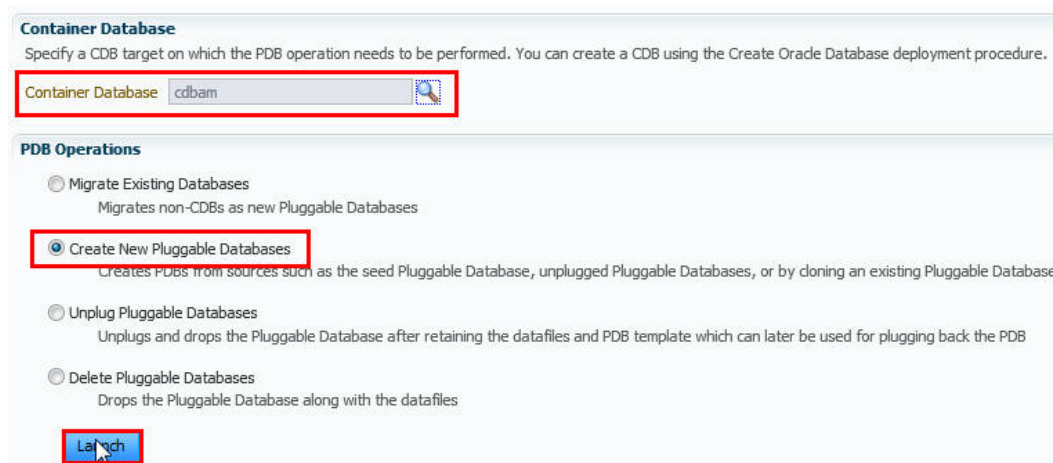 Container Database
Specify a CDB target on which the PDB operation needs to be performed. You can create a CDB using the Create Oracle Database deployment procedure.
Container Database cdbam
PDB Operations
Migrate Existing Databases
Migrates non-CDBs as new Pluggable Databases
Create New Pluggable Databases
Creates PDBs from sources such as the seed Pluggable Database, unplugged Pluggable Databases, or by cloning an existing Pluggable Database
Unplug Pluggable Databases
Unplugs and drops the Pluggable Database after retaining the datafiles and PDB template which can later be used for plugging back the PDB
Delete Pluggable Databases
Drops the Pluggable Database along with the datafiles
Launch